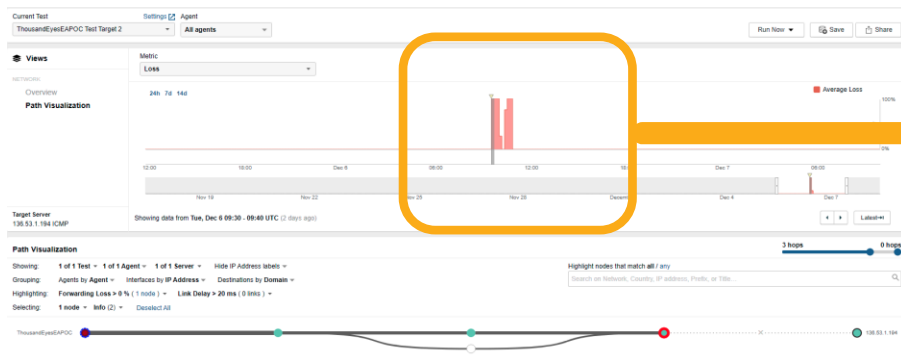 Current Test
Settings
Agent
ThousandEyesEAPOC Test Target 2
All agents
Run Now
Save
Share
Views
Metric
Loss
NETWORK
Overview
Path Visualization
24h 7d 14d
Average Loss
100%
0%
12:00 18:00 Dec 6 06:00 12:00 18: Dec 7 06:00
Nov 19 Nov 22 Nov 25 Nov 28 Decem Dec 4 Dec 7
Target Server
136.53.1.194 ICMP
Showing data from Tue, Dec 6 09:30 - 09:40 UTC (2 days ago)
Latest
Path Visualization
3 hops 0 hops
Showing: 1 of 1 Test 1 of 1 Agent 1 of 1 Server Hide IP Address labels
Highlight nodes that match all / any
Grouping: Agents by Agent Interfaces by IP Address Destinations by Domain
Search on Network, Country, IP address, Prefix, or Title...
Highlighting: Forwarding Loss > 0 % ( 1 node ) Link Delay > 20 ms ( 0 links )
Selecting: 1 node Info (2) Deselect All
ThousandEyesEAPOC
136.53.1.194